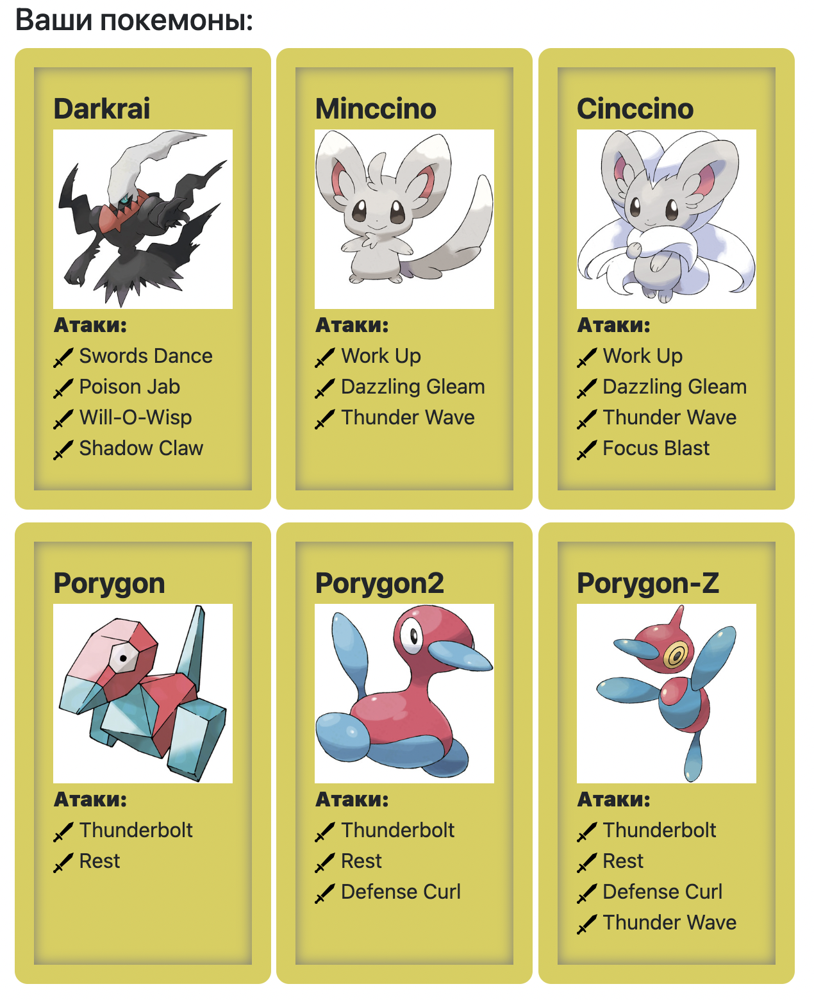 Ваши покемоны:
Darkrai
Атаки:
Swords Dance
Poison Jab
Will-O-Wisp
Shadow Claw
Minccino
Атаки:
Work Up
Dazzling Gleam
Thunder Wave
Cinccino
Атаки:
Work Up
Dazzling Gleam
Thunder Wave
Focus Blast
Porygon
Атаки:
Thunderbolt
Rest
Porygon2
Атаки:
Thunderbolt
Rest
Defense Curl
Porygon-Z
Атаки:
Thunderbolt
Rest
Defense Curl
Thunder Wave